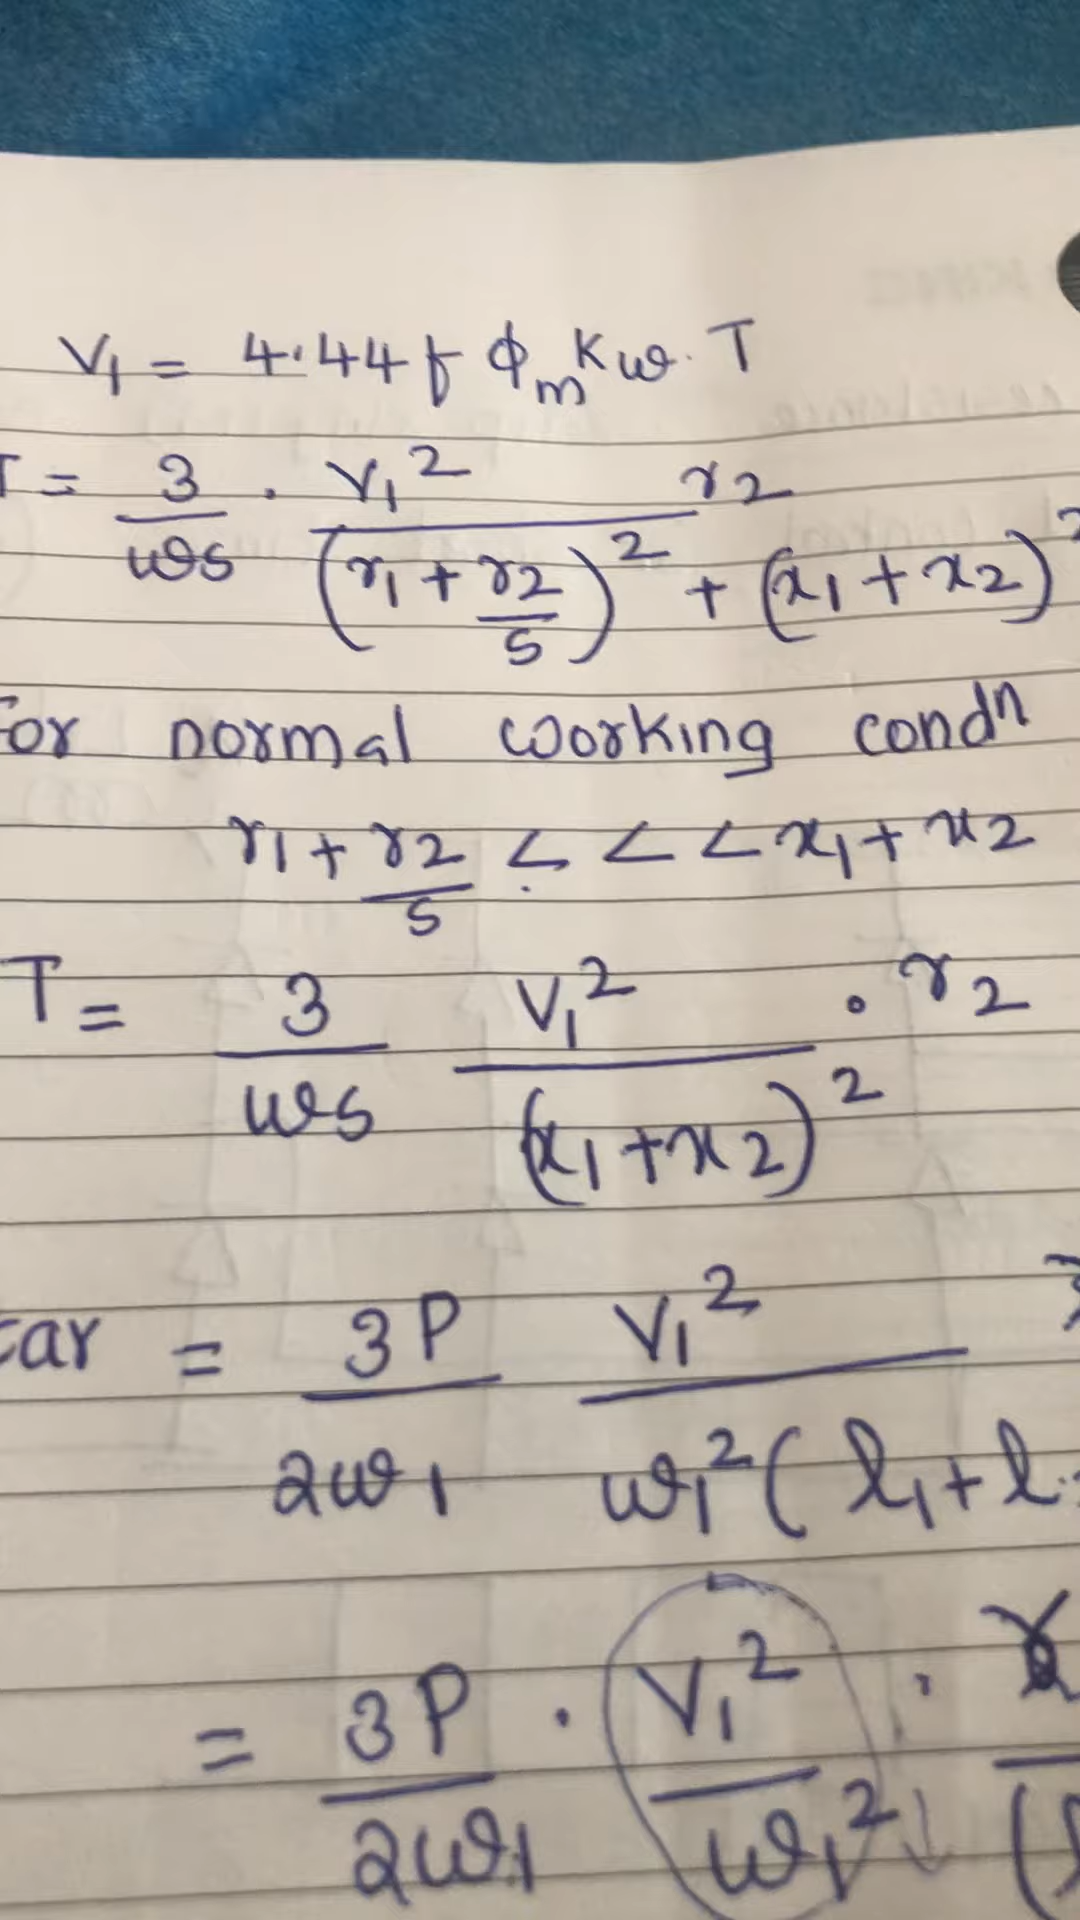 V₁ = 4.44 f ϕₘ Kω. T
T = 3/ωs . V₁²/((r₁ + r₂/s)² + (x₁ + x₂)²) r₂
For normal working condⁿ
r₁ + r₂/s < < < x₁ + x₂
T = 3/ωs V₁²/(x₁ + x₂)² . r₂
= 3P/2ω₁ V₁²/ω₁²(l₁ + l
= 3P/2ω₁ . V₁²/ω₁² .